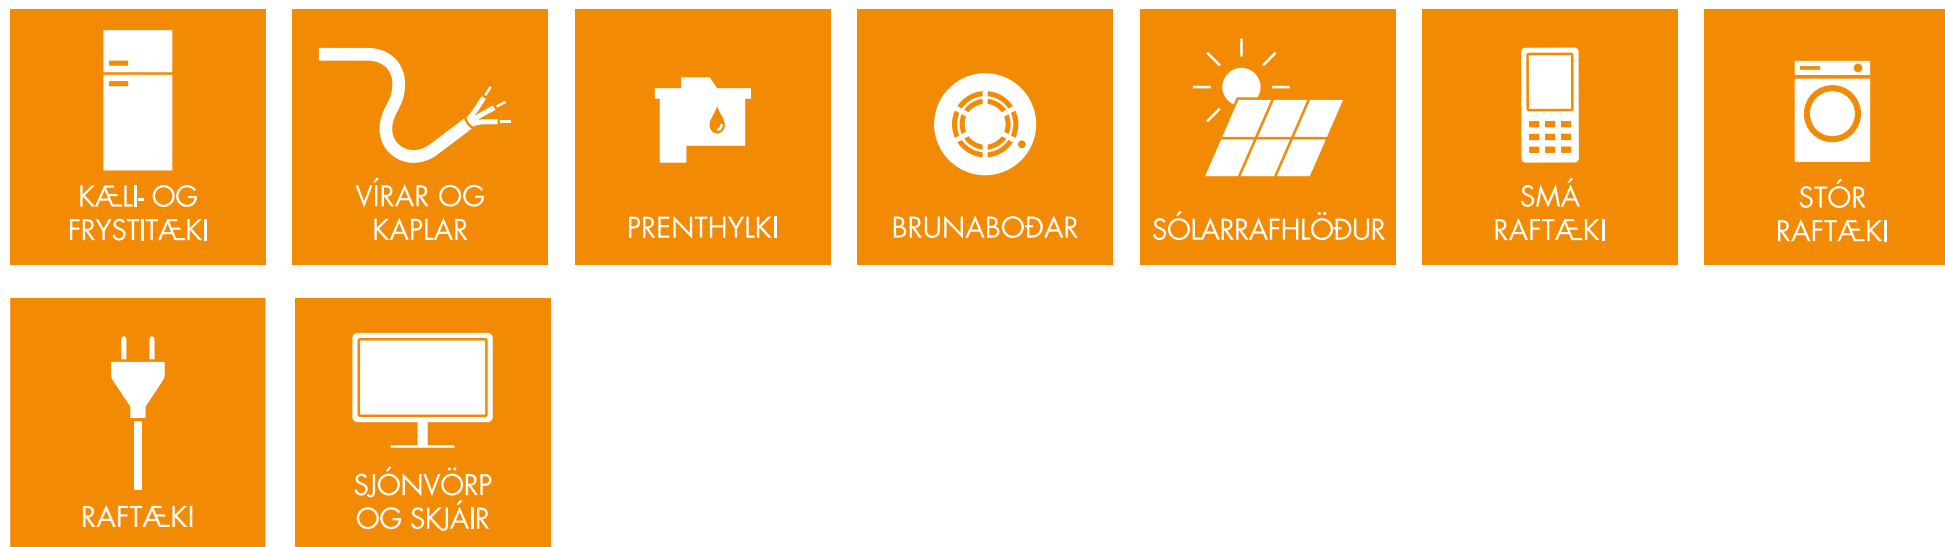 KÆLI- OG
FRYSTITÆKI
VÍRAR OG
KAPLAR
PRENTHYLKI
BRUNABOÐAR
SÓLARRAFHLÖÐUR
SMÁ
RAFTÆKI
STÓR
RAFTÆKI
RAFTÆKI
SJÓNVÖRP
OG SKJÁIR